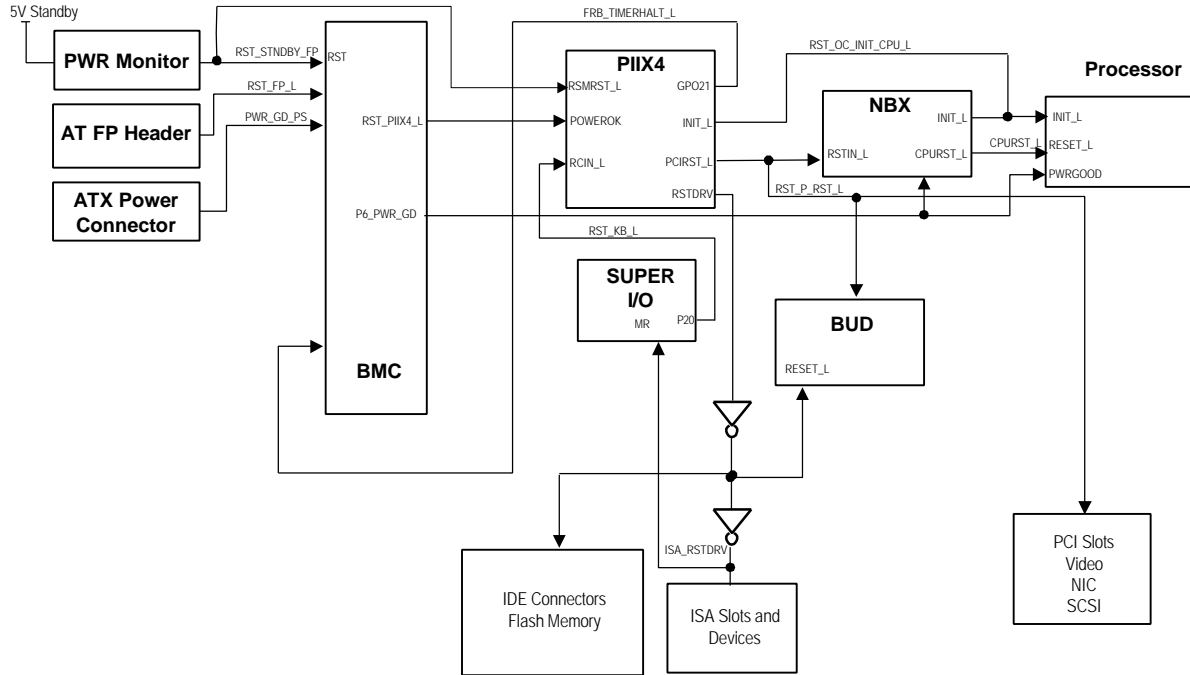 5V Standby
PWR Monitor
RST_STNDBY_FP
RST
AT FP Header
RST_FP_L
PWR_GD_PS
ATX Power
Connector
RST_PIIX4_L
P6_PWR_GD
BMC
FRB_TIMERHALT_L
PIIX4
RSMRST_L
GPO21
POWEROK
INIT_L
RCIN_L
PCIRST_L
RSTDRV
RST_OC_INIT_CPU_L
NBX
INIT_L
RSTIN_L
CPURST_L
CPURST_L
Processor
INIT_L
RESET_L
PWRGOOD
RST_P_RST_L
RST_KB_L
SUPER
I/O
MR
P20
BUD
RESET_L
ISA_RSTDRV
IDE Connectors
Flash Memory
ISA Slots and
Devices
PCI Slots
Video
NIC
SCSI